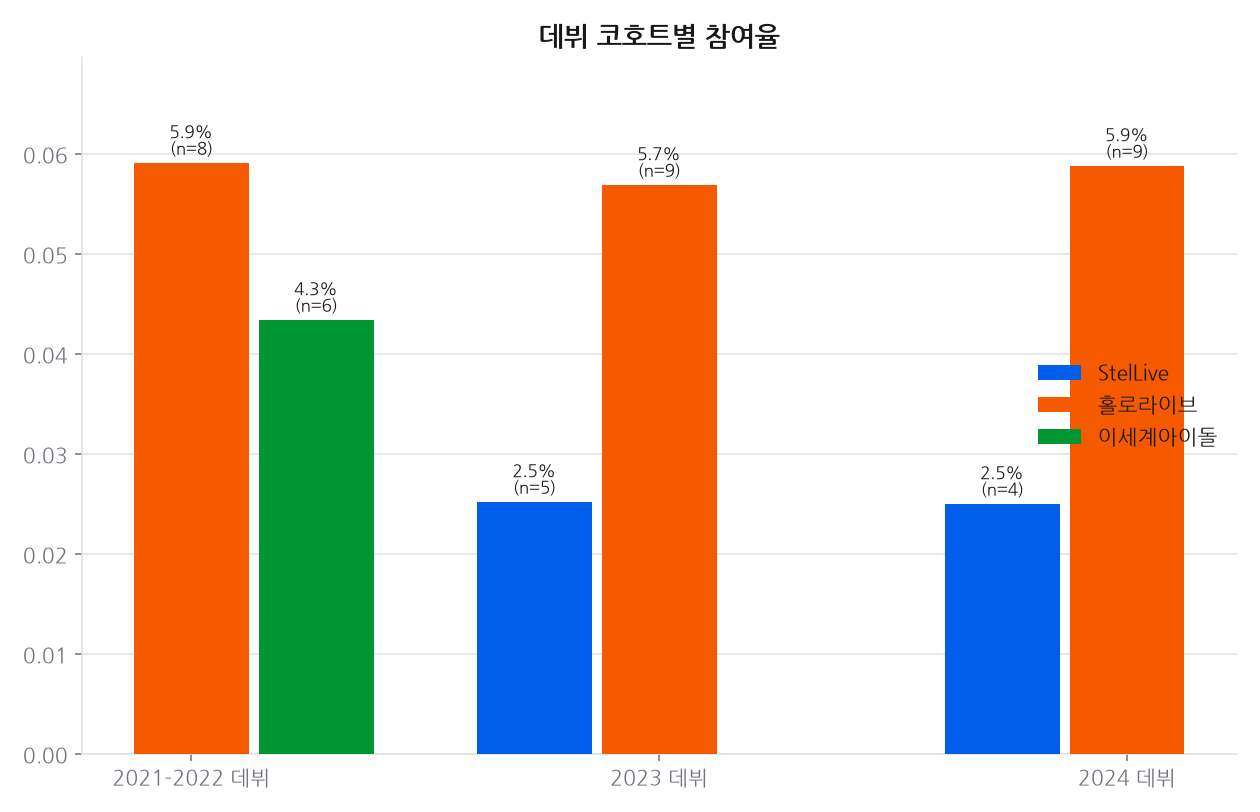 데뷔 코호트별 참여율
0.06
0.05
0.04
0.03
0.02
0.01
0.00
5.9%
(n=8)
4.3%
(n=6)
2.5%
(n=5)
5.7%
(n=9)
2.5%
(n=4)
5.9%
(n=9)
StelLive
홀로라이브
이세계아이돌
2021-2022 데뷔
2023 데뷔
2024 데뷔